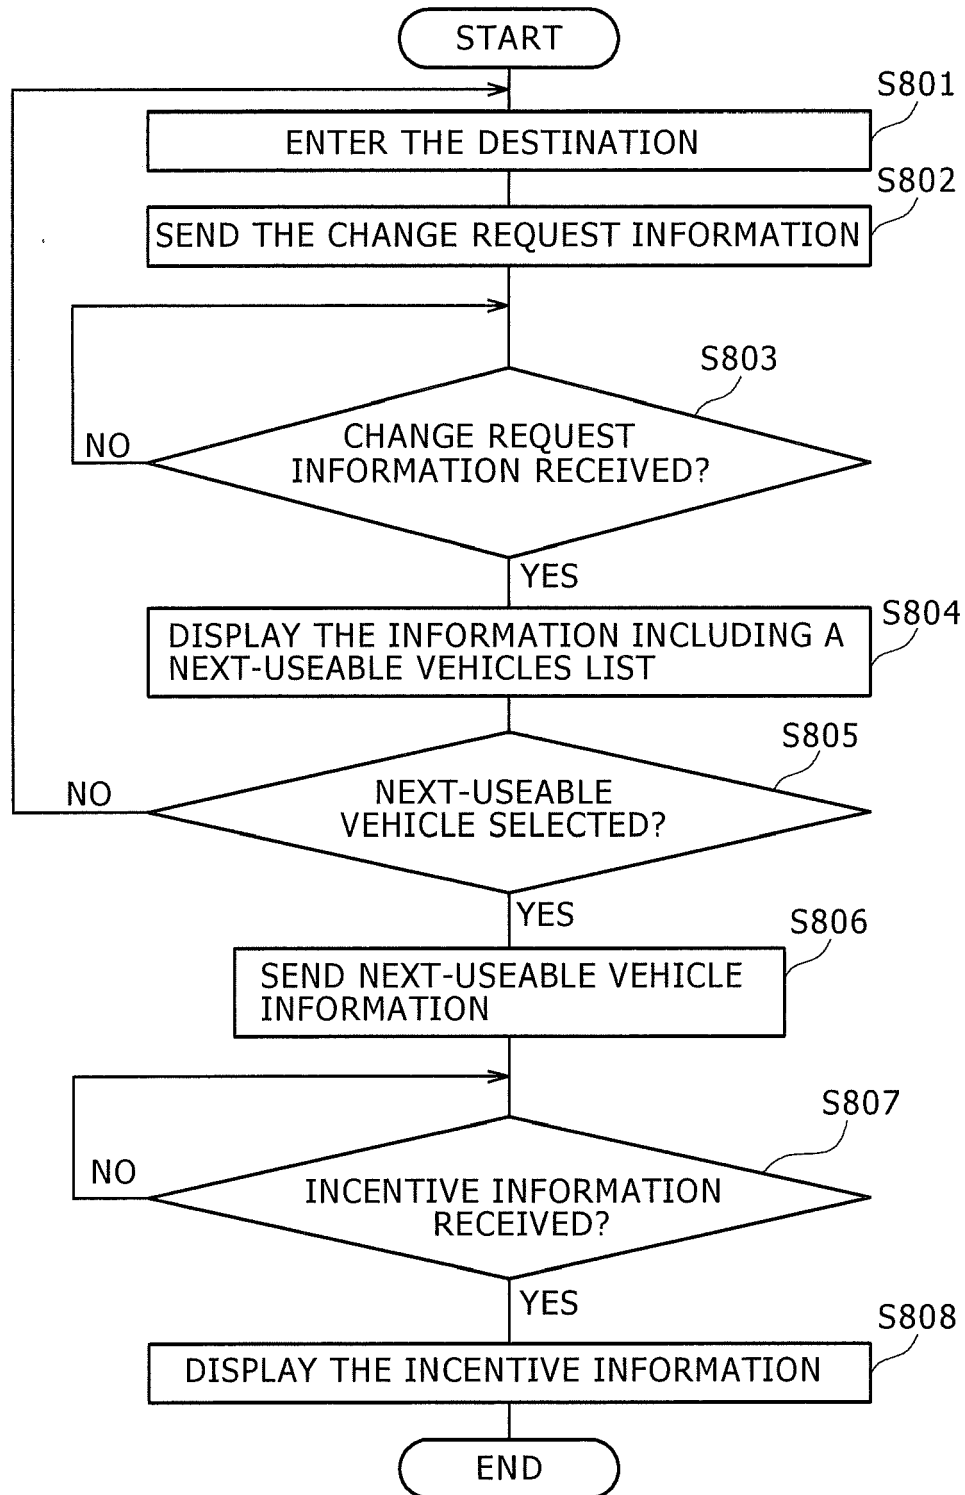 START
S801
ENTER THE DESTINATION
S802
SEND THE CHANGE REQUEST INFORMATION
S803
CHANGE REQUEST
INFORMATION RECEIVED?
NO
YES
S804
DISPLAY THE INFORMATION INCLUDING A
NEXT-USEABLE VEHICLES LIST
S805
NEXT-USEABLE
VEHICLE SELECTED?
NO
YES
S806
SEND NEXT-USEABLE VEHICLE
INFORMATION
S807
INCENTIVE INFORMATION
RECEIVED?
NO
YES
S808
DISPLAY THE INCENTIVE INFORMATION
END